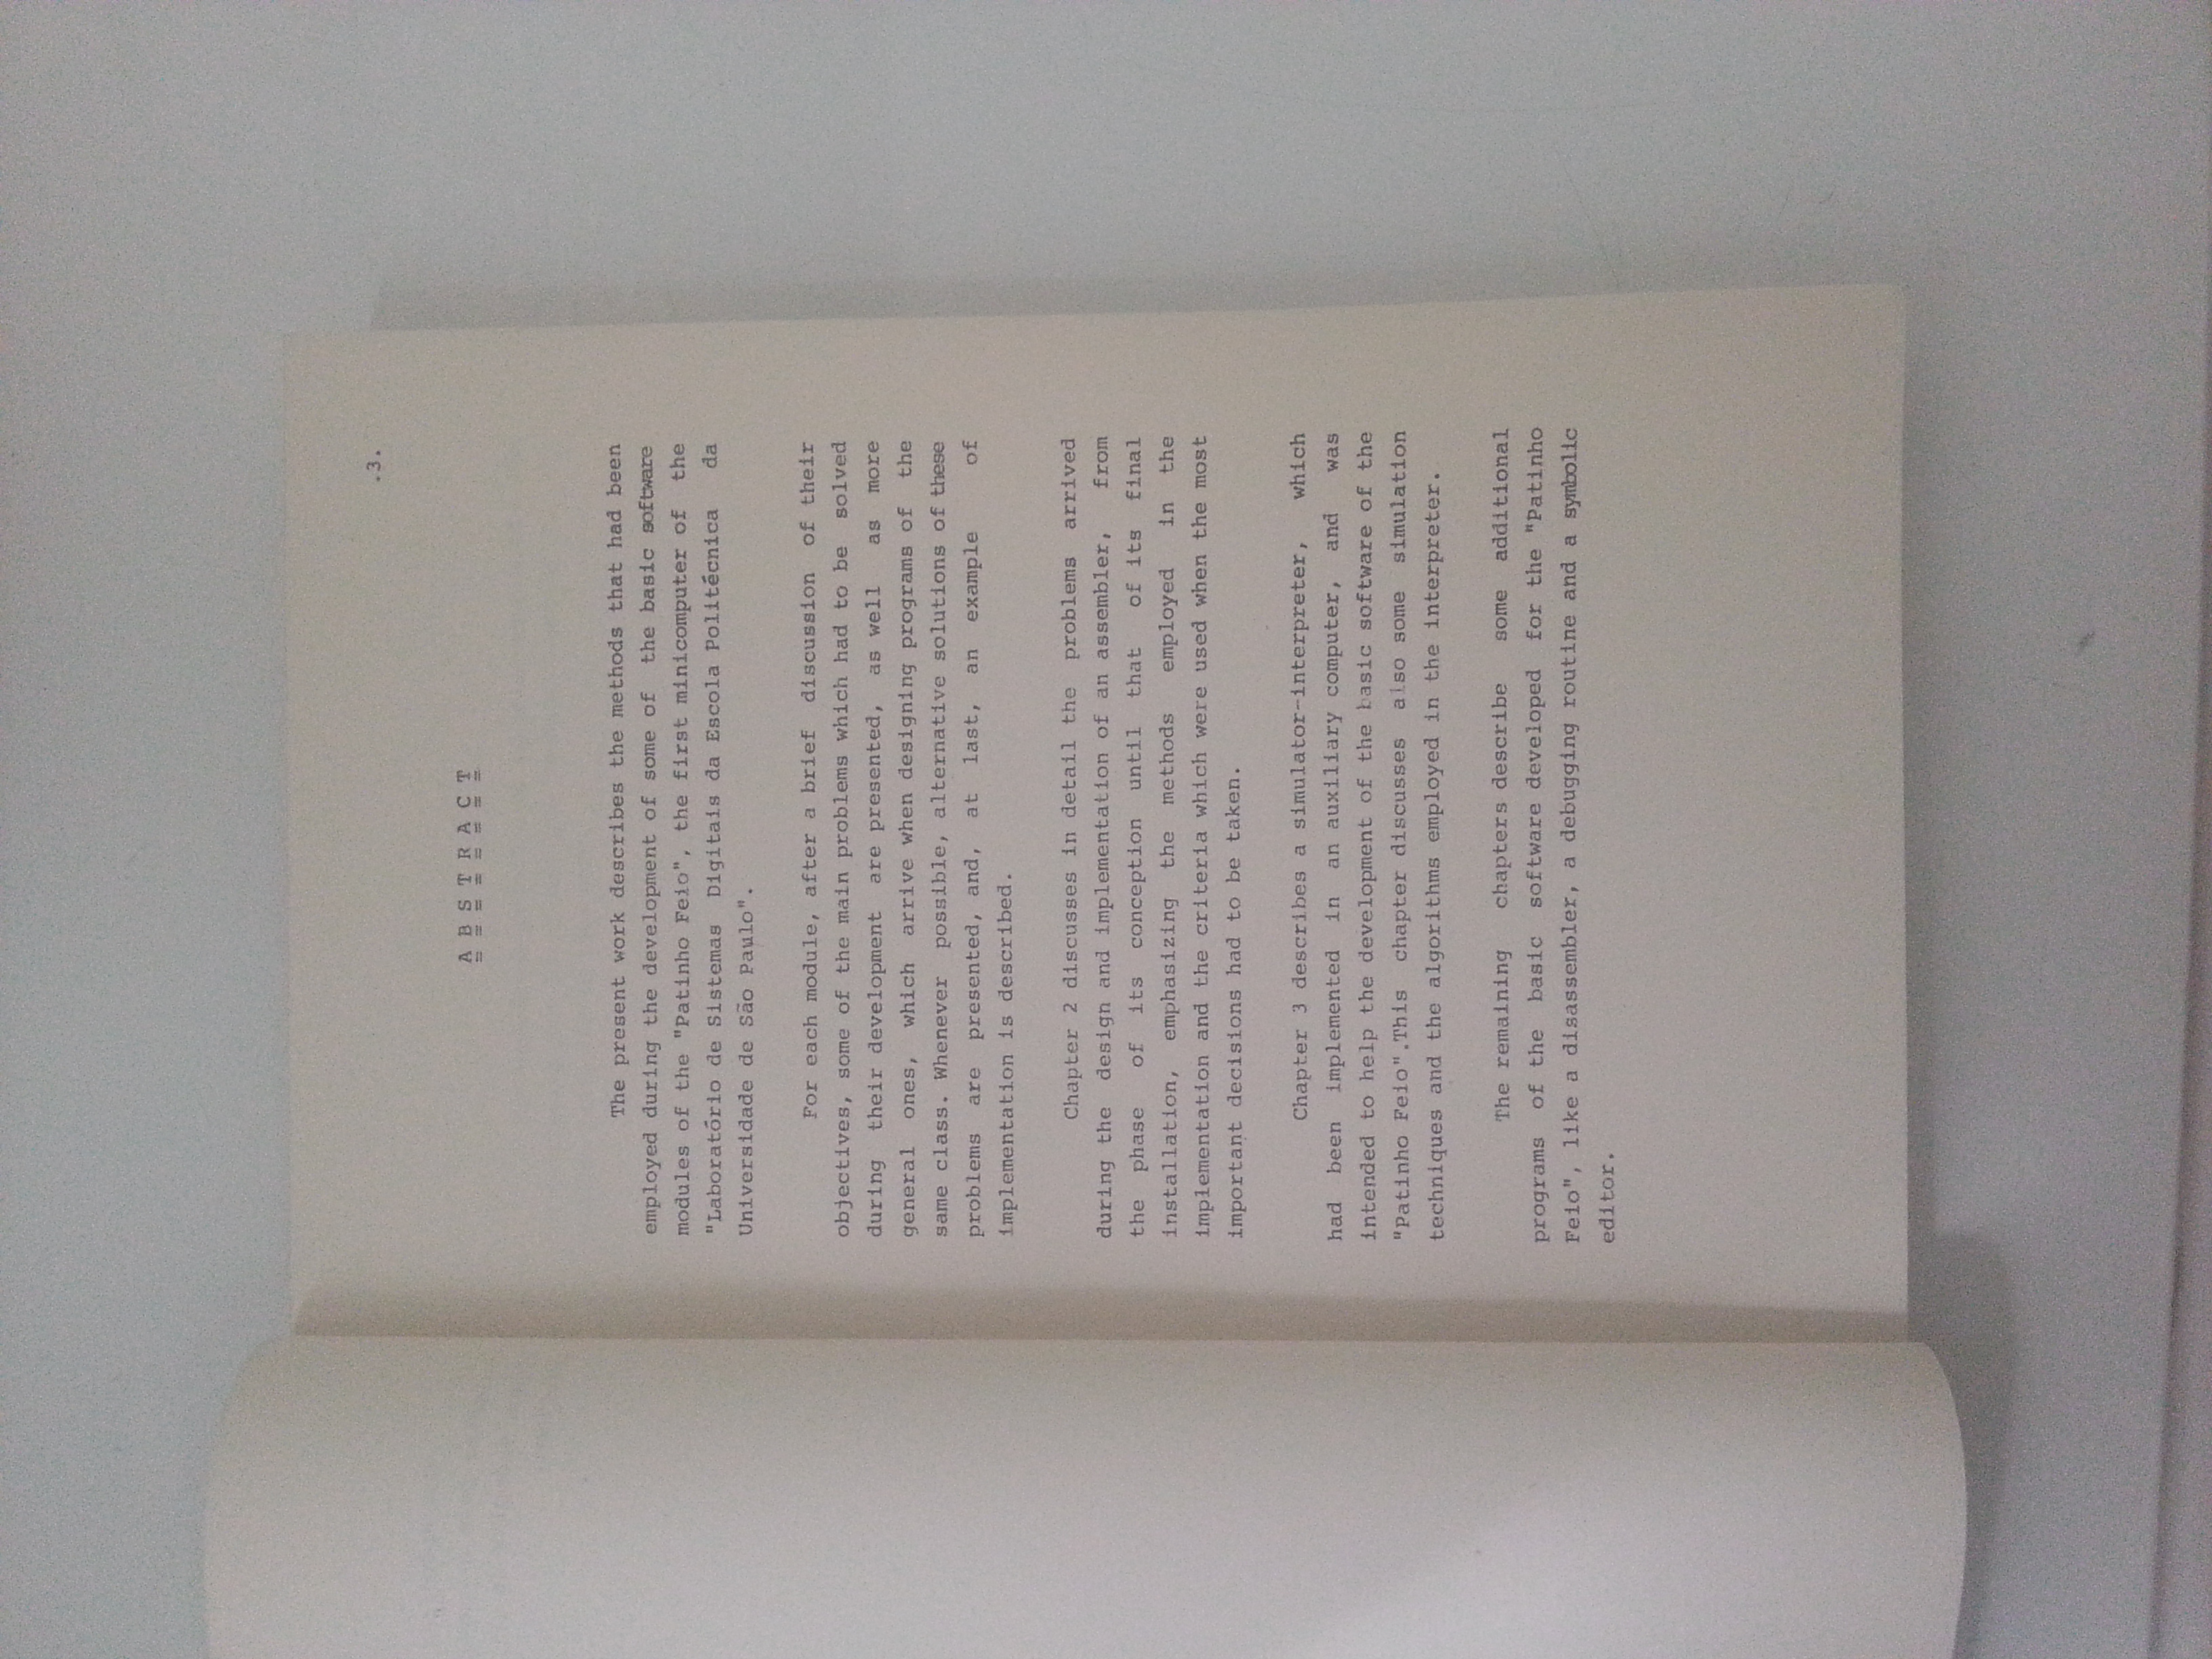 .3.
A B S T R A C T
The present work describes the methods that had been
employed during the development of some of the basic software
modules of the "Patinho Feio", the first minicomputer of the
"Laboratório de Sistemas Digitais da Escola Politécnica da
Universidade de São Paulo".
For each module, after a brief discussion of their
objectives, some of the main problems which had to be solved
during their development are presented, as well as more
general ones, which arrive when designing programs of the
same class. Whenever possible, alternative solutions of these
problems are presented, and, at last, an example of
implementation is described.
Chapter 2 discusses in detail the problems arrived
during the design and implementation of an assembler, from
the phase of its conception until that of its final
installation, emphasizing the methods employed in the
implementation and the criteria which were used when the most
important decisions had to be taken.
Chapter 3 describes a simulator-interpreter, which
had been implemented in an auxiliary computer, and was
intended to help the development of the basic software of the
"Patinho Feio".This chapter discusses also some simulation
techniques and the algorithms employed in the interpreter.
The remaining chapters describe some additional
programs of the basic software developed for the "Patinho
Feio", like a disassembler, a debugging routine and a symbolic
editor.